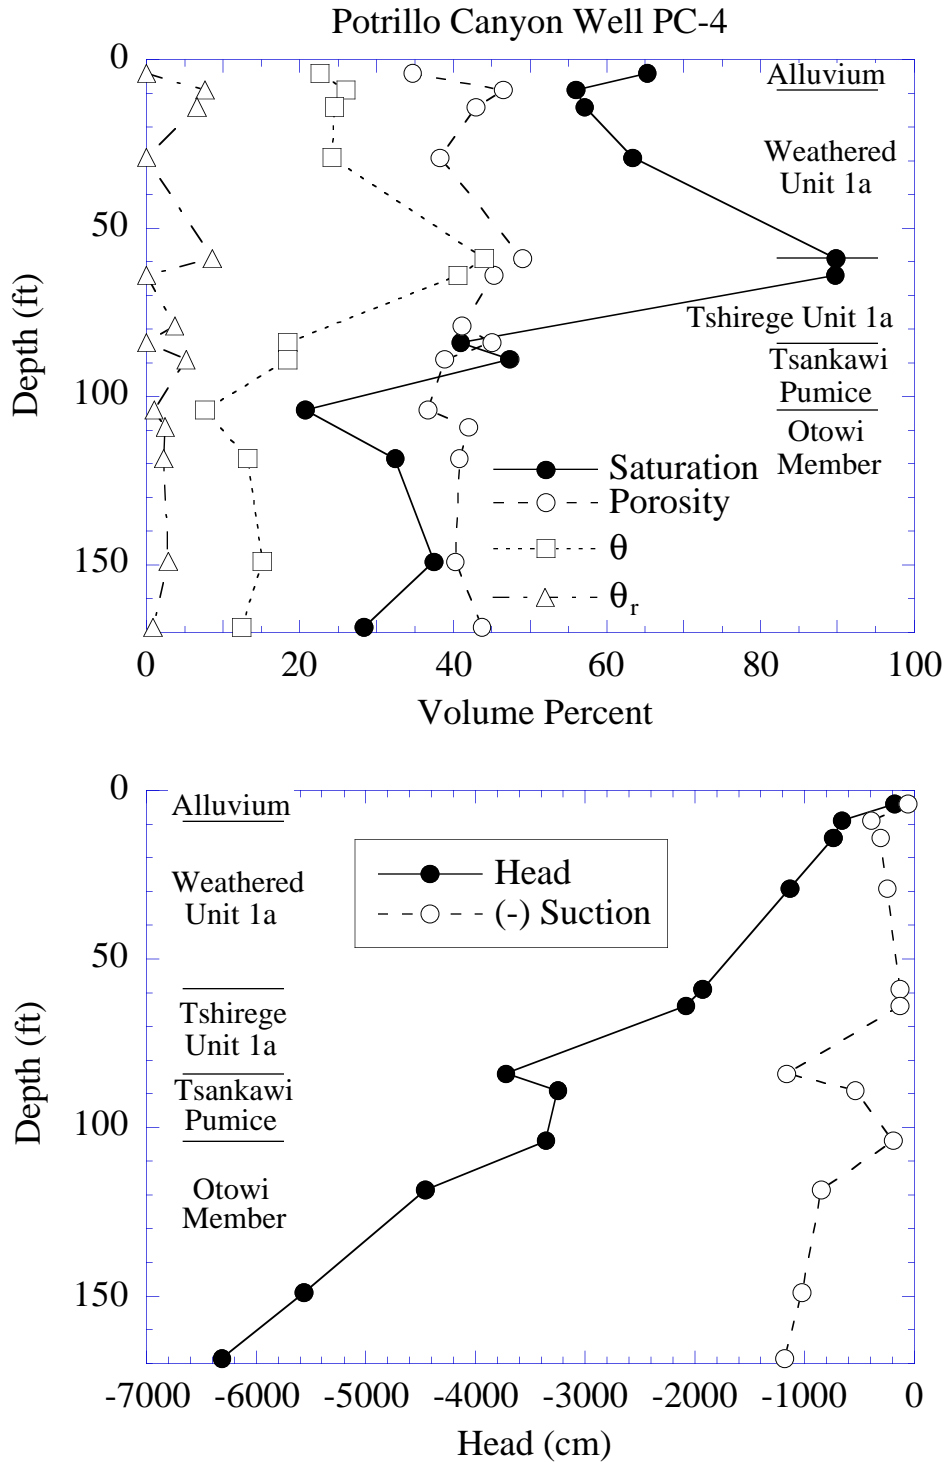 Potrillo Canyon Well PC-4
0
50
100
150
Depth (ft)
Alluvium
Weathered
Unit 1a
Tshirege Unit 1a
Tsankawi
Pumice
Otowi
Member
Saturation
Porosity
θ
θr
0 20 40 60 80 100
Volume Percent
0
50
100
150
Depth (ft)
Alluvium
Weathered
Unit 1a
Tshirege
Unit 1a
Tsankawi
Pumice
Otowi
Member
Head
(-) Suction
-7000 -6000 -5000 -4000 -3000 -2000 -1000 0
Head (cm)